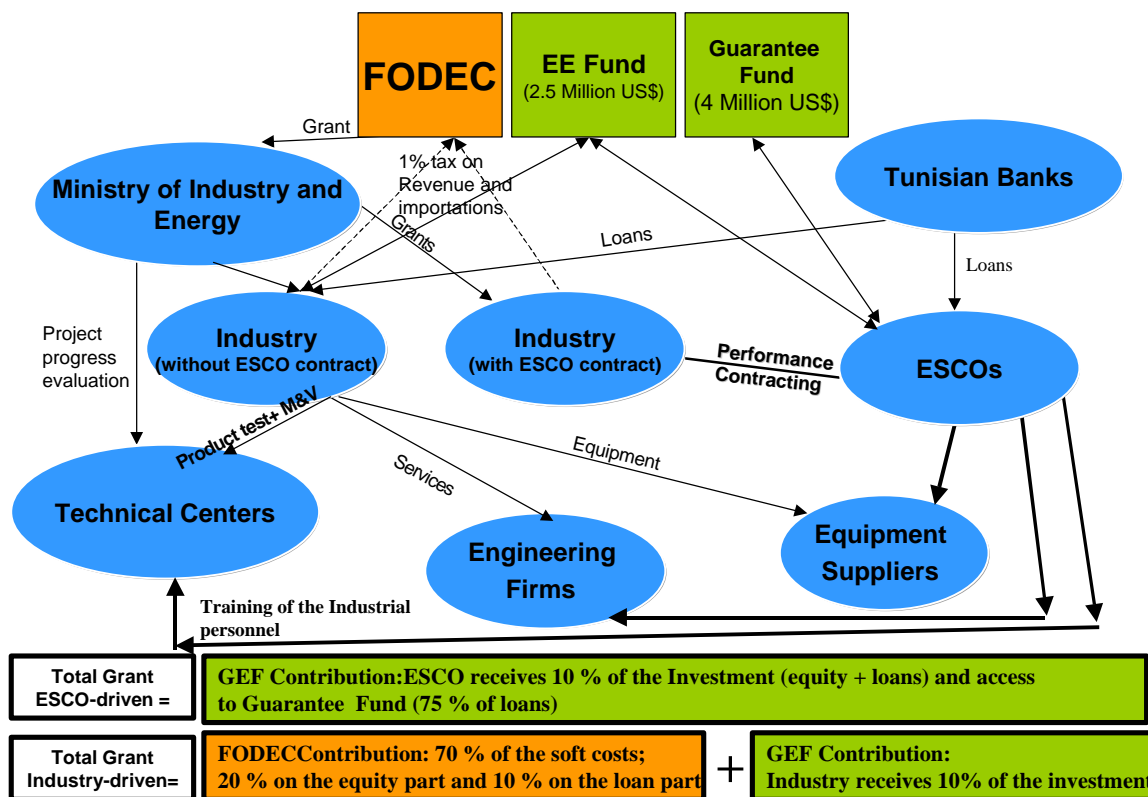 FODEC
EE Fund
(2.5 Million US$)
Guarantee
Fund
(4 Million US$)
Grant
1% tax on
Revenue and
importations
Ministry of Industry and
Energy
Tunisian Banks
Grants
Loans
Loans
Project
progress
evaluation
Industry
(without ESCO contract)
Industry
(with ESCO contract)
Performance
Contracting
ESCOs
Product test+ M&V
Services
Equipment
Technical Centers
Engineering
Firms
Equipment
Suppliers
Training of the Industrial
personnel
Total Grant
ESCO-driven =
GEF Contribution:ESCO receives 10 % of the Investment (equity + loans) and access
to Guarantee Fund (75 % of loans)
Total Grant
Industry-driven=
FODECContribution: 70 % of the soft costs;
20 % on the equity part and 10 % on the loan part
+
GEF Contribution:
Industry receives 10% of the investment